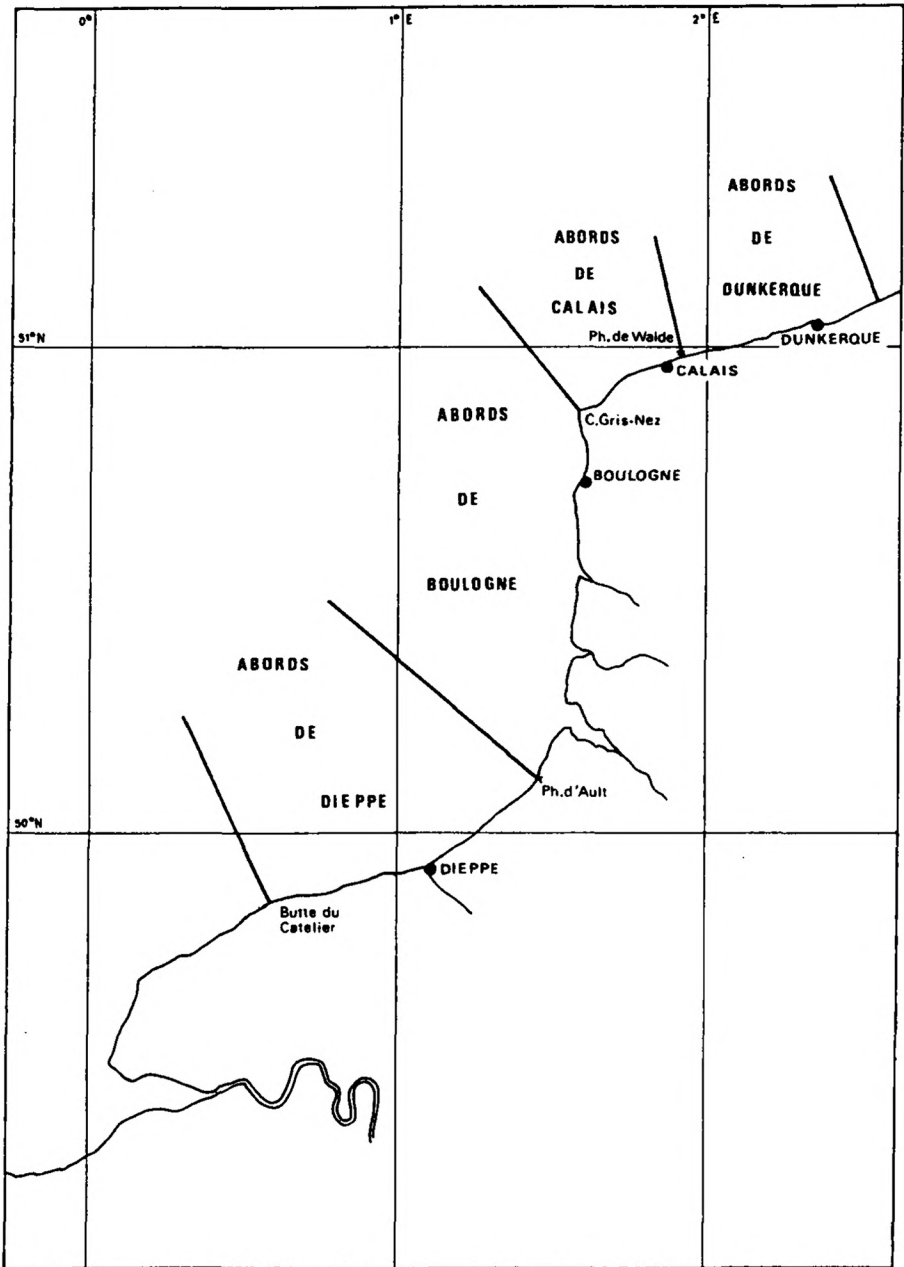 0°
1° E
2° E
ABORDS
DE
DUNKERQUE
ABORDS
DE
CALAIS
51°N
Ph. de Walde
DUNKERQUE
CALAIS
C. Gris-Nez
ABORDS
DE
BOULOGNE
BOULOGNE
ABORDS
DE
DIEPPE
Ph. d'Ault
50°N
DIEPPE
Butte du
Catelier